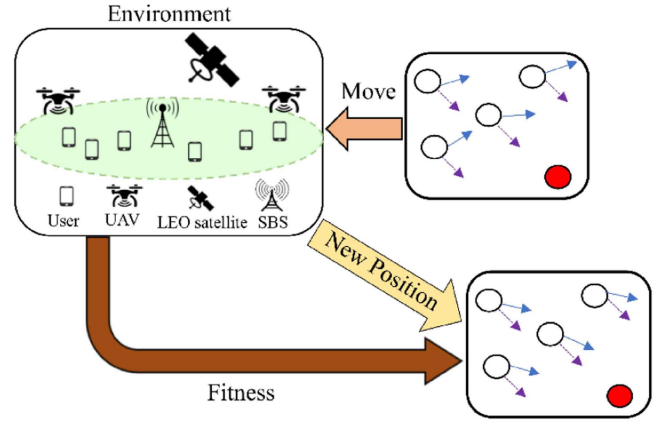 Environment
Move
User UAV LEO satellite SBS
New Position
Fitness